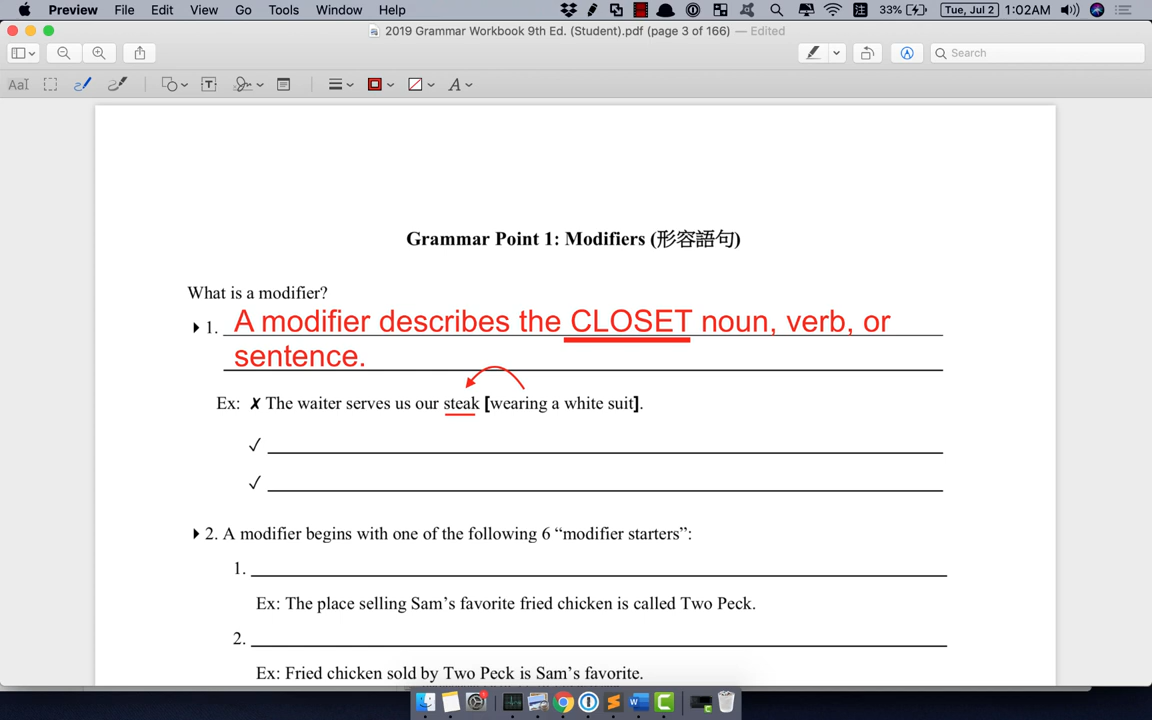 Preview File Edit View Go Tools Window Help 33% Tue, Jul 2 1:02AM
2019 Grammar Workbook 9th Ed. (Student).pdf (page 3 of 166) — Edited
Search
AaI T A
Grammar Point 1: Modifiers (形容語句)
What is a modifier?
1. A modifier describes the CLOSET noun, verb, or
sentence.
Ex: ✗ The waiter serves us our steak [wearing a white suit].
✓
✓
2. A modifier begins with one of the following 6 “modifier starters”:
1.
Ex: The place selling Sam’s favorite fried chicken is called Two Peck.
2.
Ex: Fried chicken sold by Two Peck is Sam’s favorite.